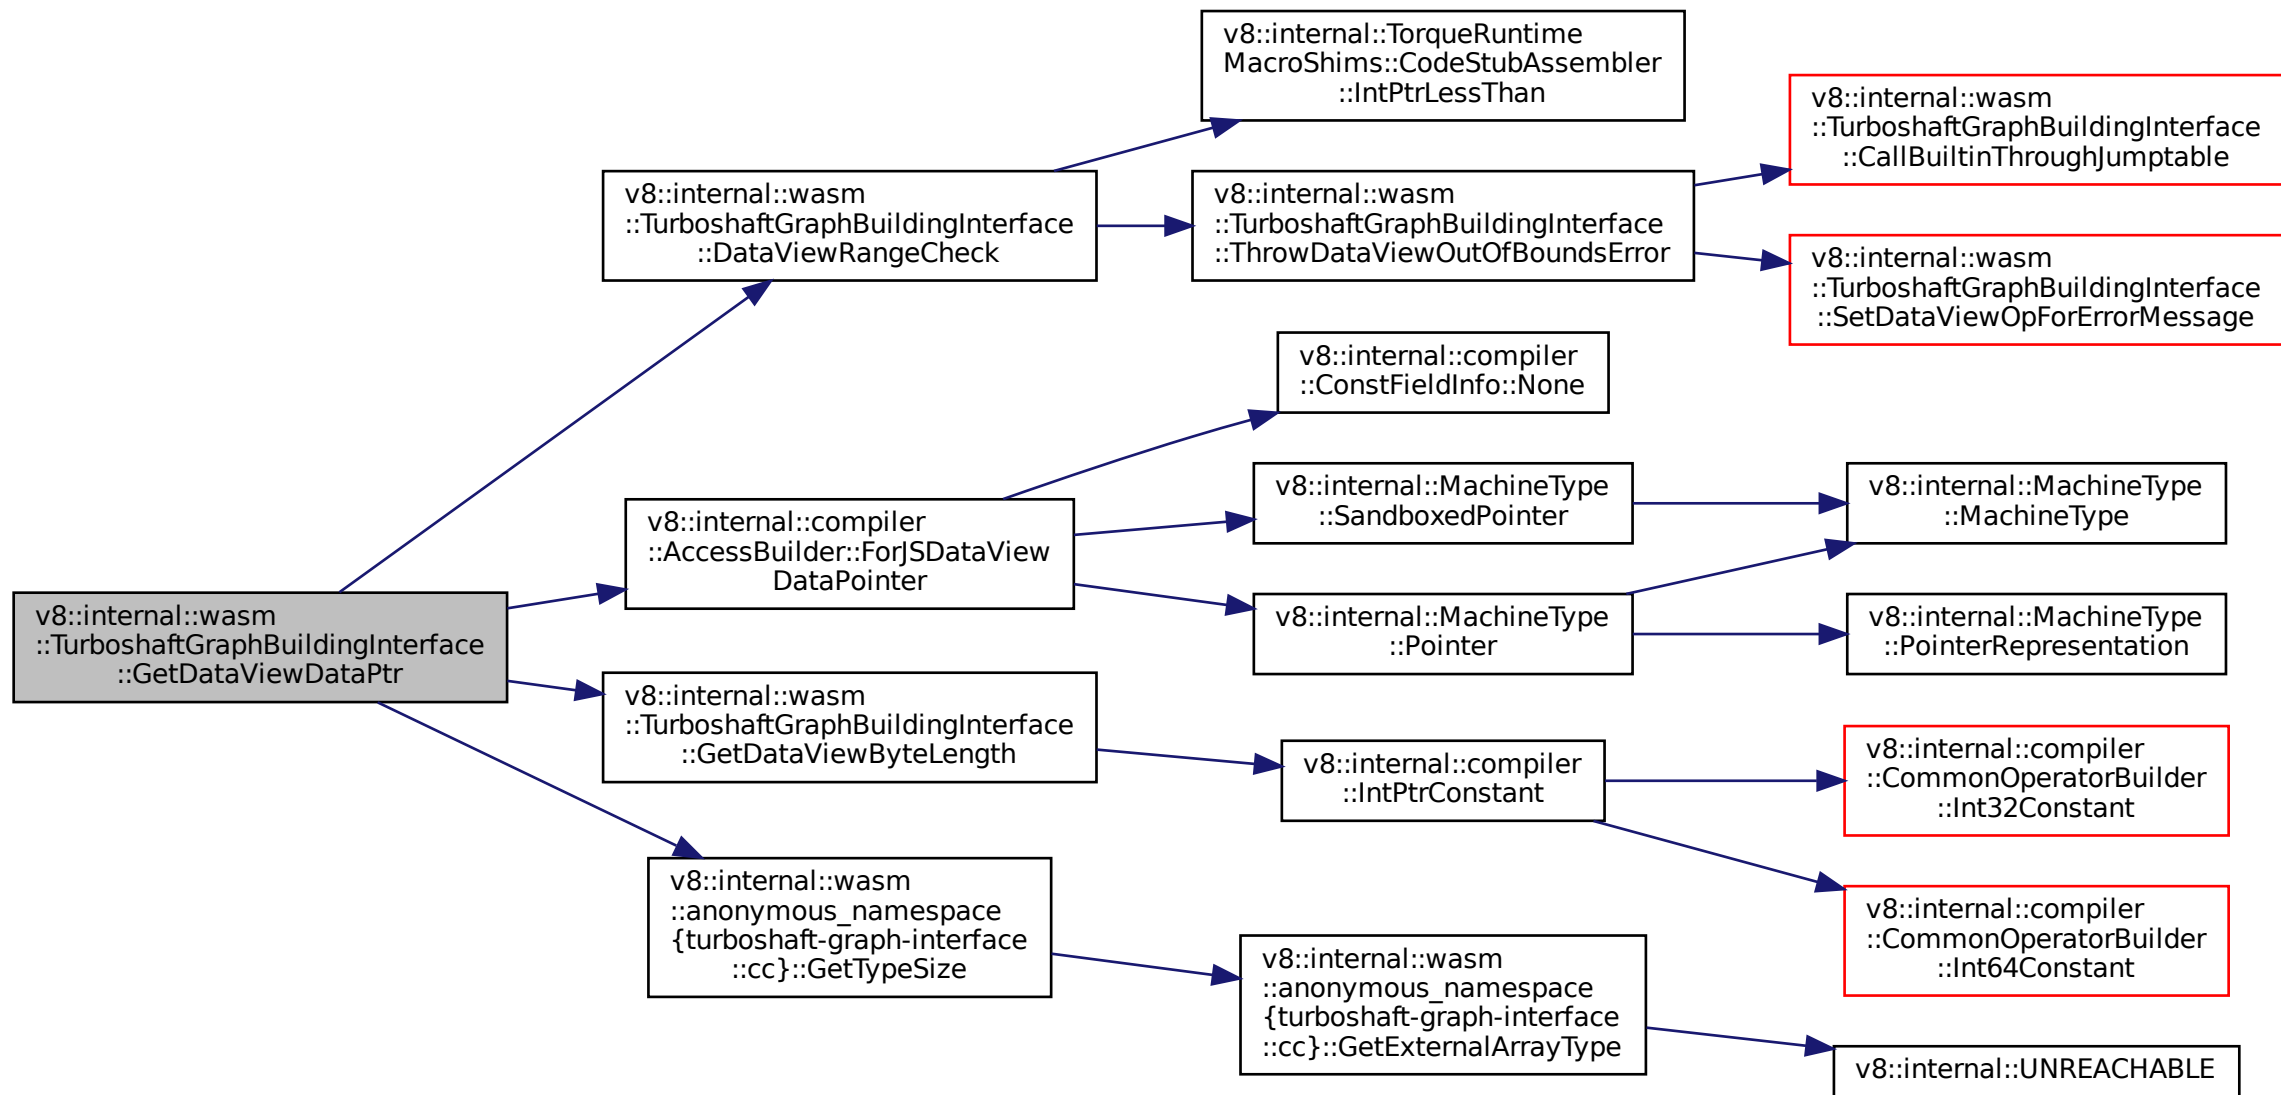 v8::internal::TorqueRuntime
MacroShims::CodeStubAssembler
::IntPtrLessThan
v8::internal::wasm
::TurboshaftGraphBuildingInterface
::CallBuiltinThroughJumptable
v8::internal::wasm
::TurboshaftGraphBuildingInterface
::DataViewRangeCheck
v8::internal::wasm
::TurboshaftGraphBuildingInterface
::ThrowDataViewOutOfBoundsError
v8::internal::wasm
::TurboshaftGraphBuildingInterface
::SetDataViewOpForErrorMessage
v8::internal::compiler
::ConstFieldInfo::None
v8::internal::compiler
::AccessBuilder::ForJSDataView
DataPointer
v8::internal::MachineType
::SandboxedPointer
v8::internal::MachineType
::MachineType
v8::internal::wasm
::TurboshaftGraphBuildingInterface
::GetDataViewDataPtr
v8::internal::MachineType
::Pointer
v8::internal::MachineType
::PointerRepresentation
v8::internal::wasm
::TurboshaftGraphBuildingInterface
::GetDataViewByteLength
v8::internal::compiler
::IntPtrConstant
v8::internal::compiler
::CommonOperatorBuilder
::Int32Constant
v8::internal::compiler
::CommonOperatorBuilder
::Int64Constant
v8::internal::wasm
::anonymous_namespace
{turboshaft-graph-interface
::cc}::GetTypeSize
v8::internal::wasm
::anonymous_namespace
{turboshaft-graph-interface
::cc}::GetExternalArrayType
v8::internal::UNREACHABLE